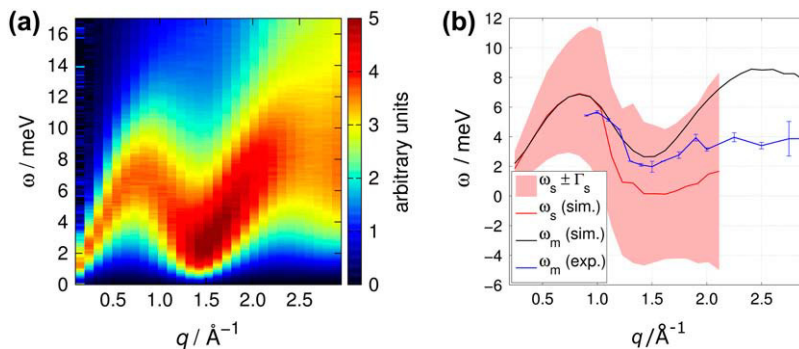 (a)
ω / meV
16
14
12
10
8
6
4
2
0
0.5 1.0 1.5 2.0 2.5
q / Å⁻¹
5
4
3
2
1
0
arbitrary units
(b)
ω / meV
12
10
8
6
4
2
0
-2
-4
-6
ωₛ ± Γₛ
ωₛ (sim.)
ωₘ (sim.)
ωₘ (exp.)
0.5 1.0 1.5 2.0 2.5
q /Å⁻¹